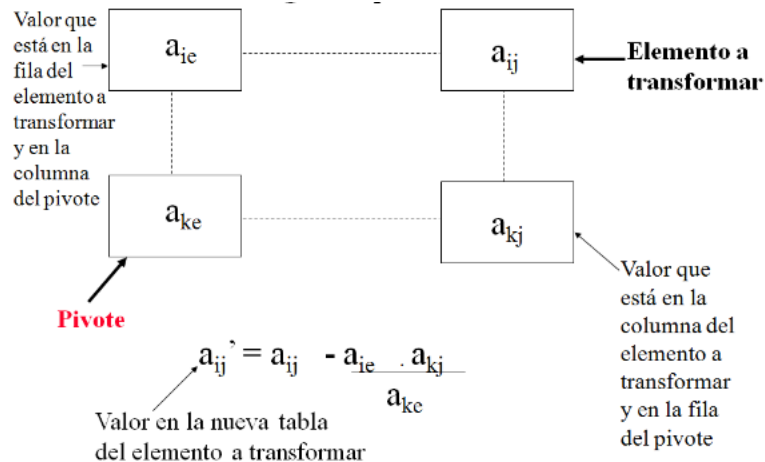 Valor que
está en la
fila del
elemento a
transformar
y en la
columna
del pivote
a_ie
a_ij
Elemento a
transformar
a_ke
a_kj
Pivote
Valor que
está en la
columna del
elemento a
transformar
y en la fila
del pivote
a_ij’ = a_ij - a_ie . a_kj
a_ke
Valor en la nueva tabla
del elemento a transformar